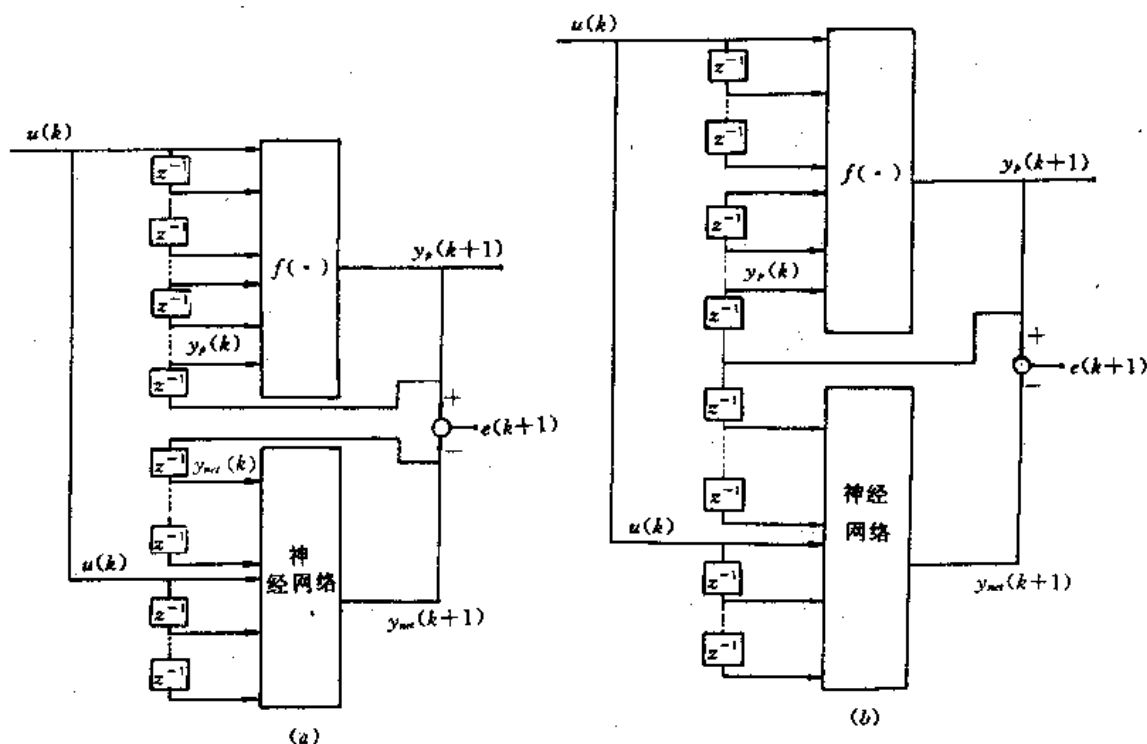 u(k)
z⁻¹
z⁻¹
z⁻¹
z⁻¹
f(·)
y_p(k+1)
y_p(k)
+
e(k+1)
−
z⁻¹
y_net(k)
z⁻¹
u(k)
z⁻¹
z⁻¹
神
经网络
y_net(k+1)
(a)
u(k)
z⁻¹
z⁻¹
z⁻¹
f(·)
y_p(k+1)
y_p(k)
z⁻¹
+
e(k+1)
−
z⁻¹
z⁻¹
神经
网络
u(k)
z⁻¹
z⁻¹
y_net(k+1)
(b)